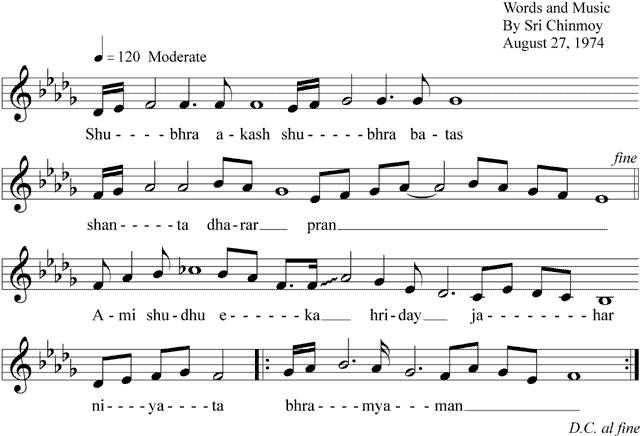 Words and Music
By Sri Chinmoy
August 27, 1974
= 120 Moderate
Shu - - - - bhra a - kash shu - - - - - bhra ba - tas
fine
shan - - - - ta dha - rar pran
A - mi shu - dhu e - - - - - ka hri - day ja - - - - - har
ni - - - - ya - - - - ta bhra - - - - mya - - - man
D.C. al fine